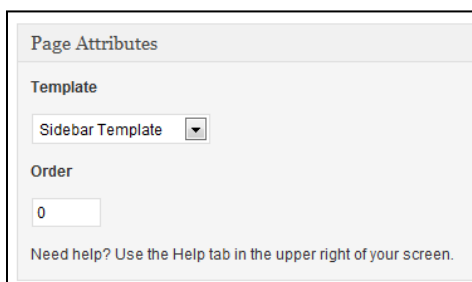 Page Attributes
Template
Sidebar Template
Order
0
Need help? Use the Help tab in the upper right of your screen.